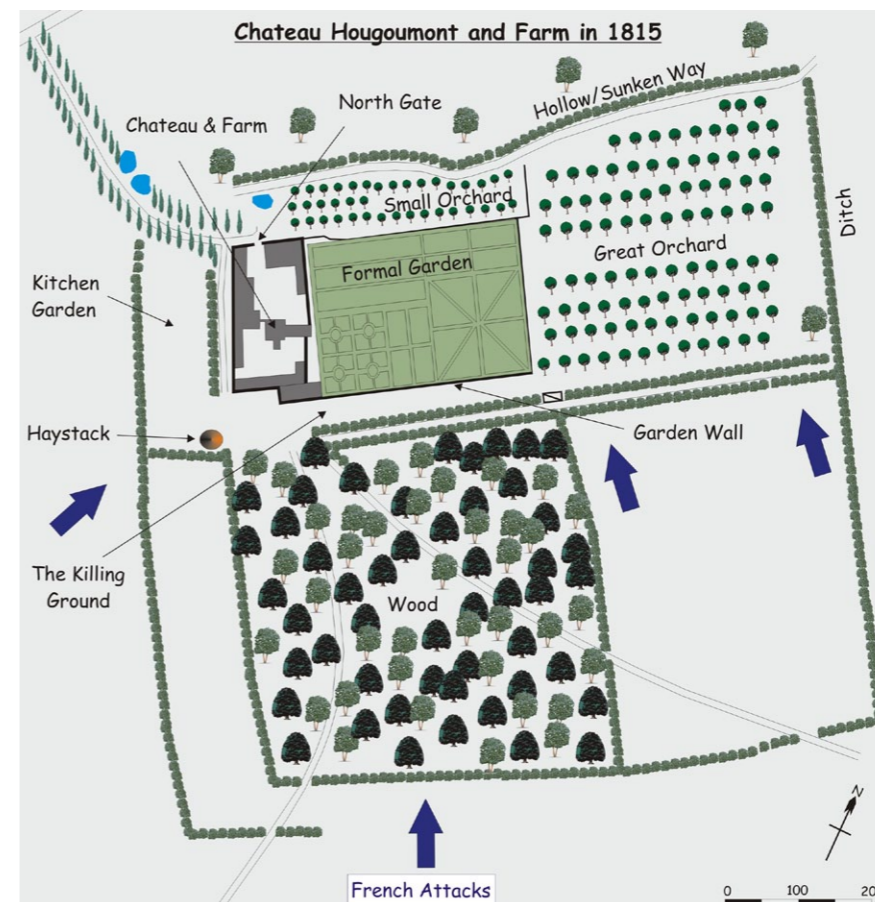 Chateau Hougoumont and Farm in 1815
North Gate
Hollow/Sunken Way
Chateau & Farm
Small Orchard
Ditch
Great Orchard
Formal Garden
Kitchen
Garden
Haystack
Garden Wall
The Killing
Ground
Wood
N
French Attacks
0 100 20